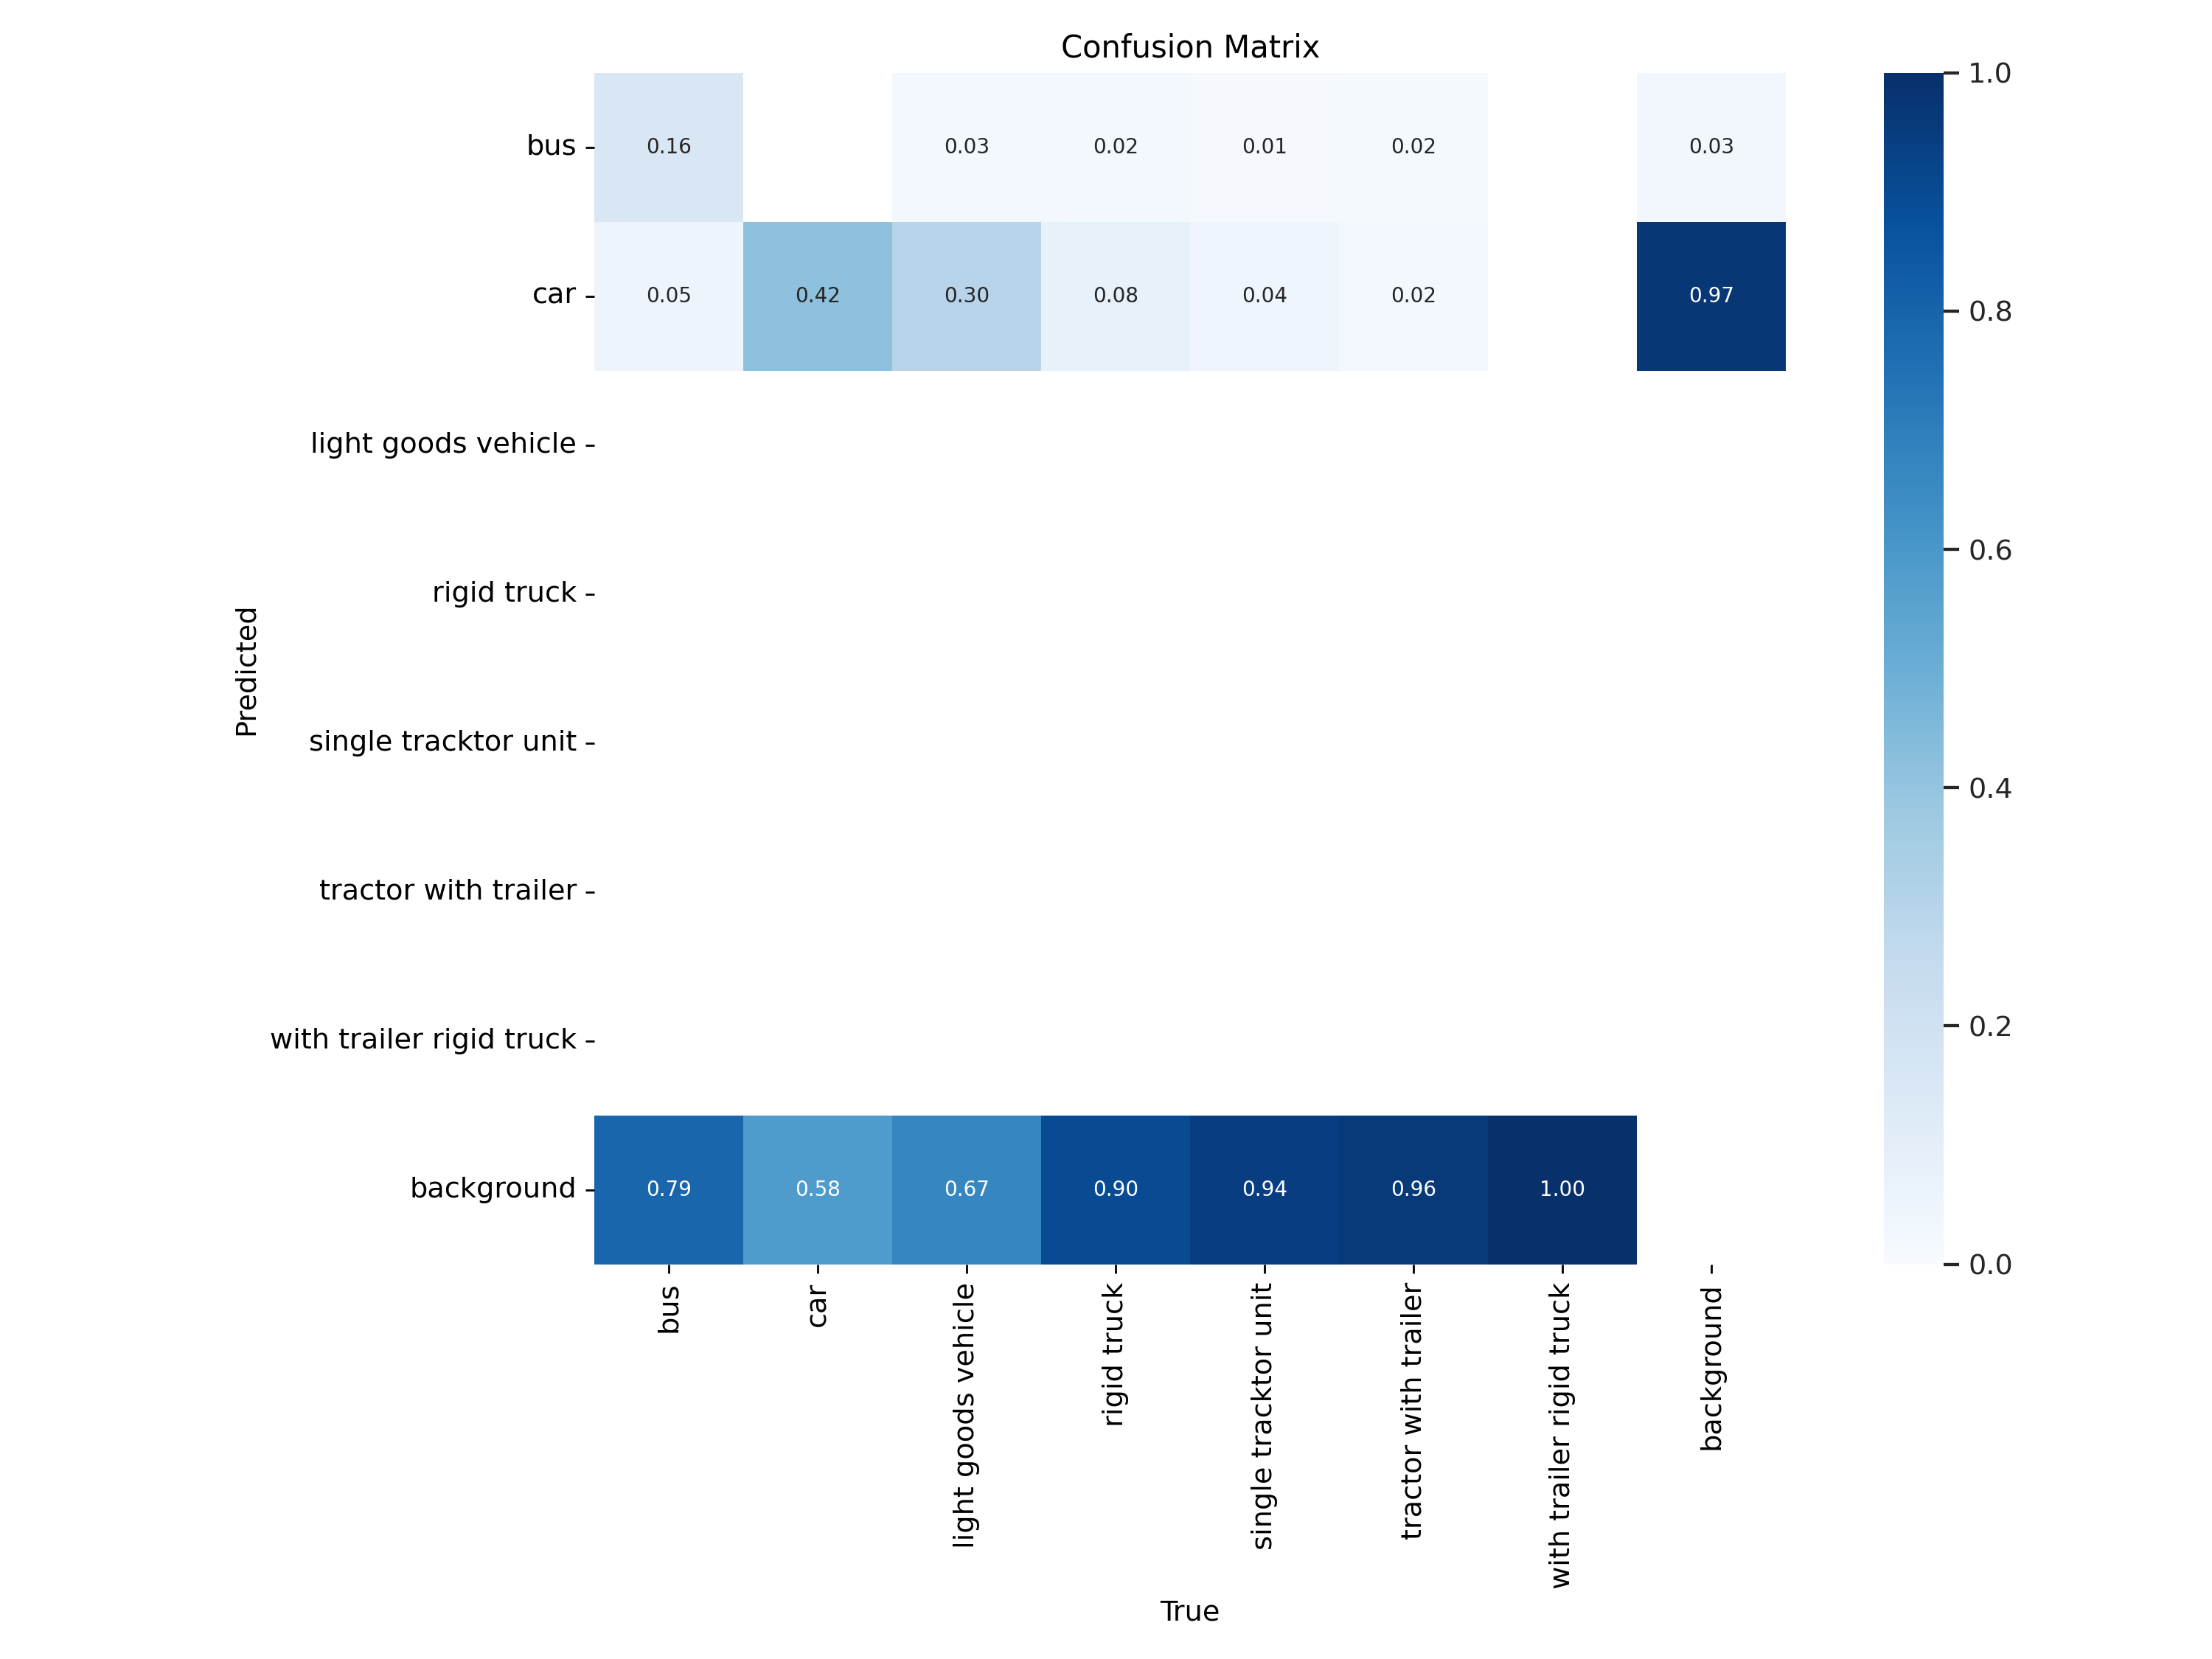 Confusion Matrix
bus
0.16
0.03
0.02
0.01
0.02
0.03
1.0
car
0.05
0.42
0.30
0.08
0.04
0.02
0.97
0.8
light goods vehicle
rigid truck
0.6
Predicted
single tracktor unit
0.4
tractor with trailer
with trailer rigid truck
0.2
background
0.79
0.58
0.67
0.90
0.94
0.96
1.00
0.0
bus
car
light goods vehicle
rigid truck
single tracktor unit
tractor with trailer
with trailer rigid truck
background
True